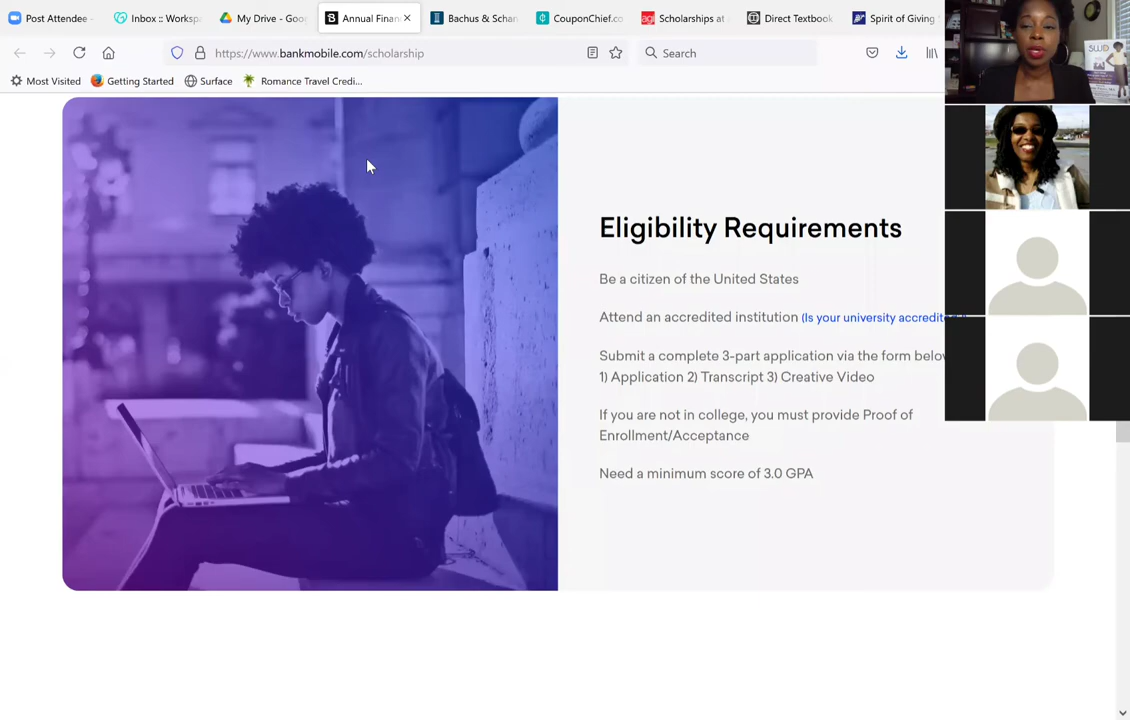 Post Attendee -
Inbox :: Worksp
My Drive - Goo
Annual Finan
Bachus & Schan
CouponChief.co
Scholarships at
Direct Textbook
Spirit of Giving
https://www.bankmobile.com/scholarship
Search
Most Visited
Getting Started
Surface
Romance Travel Credi...
Eligibility Requirements
Be a citizen of the United States
Attend an accredited institution (Is your university accredite
Submit a complete 3-part application via the form belov
1) Application 2) Transcript 3) Creative Video
If you are not in college, you must provide Proof of
Enrollment/Acceptance
Need a minimum score of 3.0 GPA